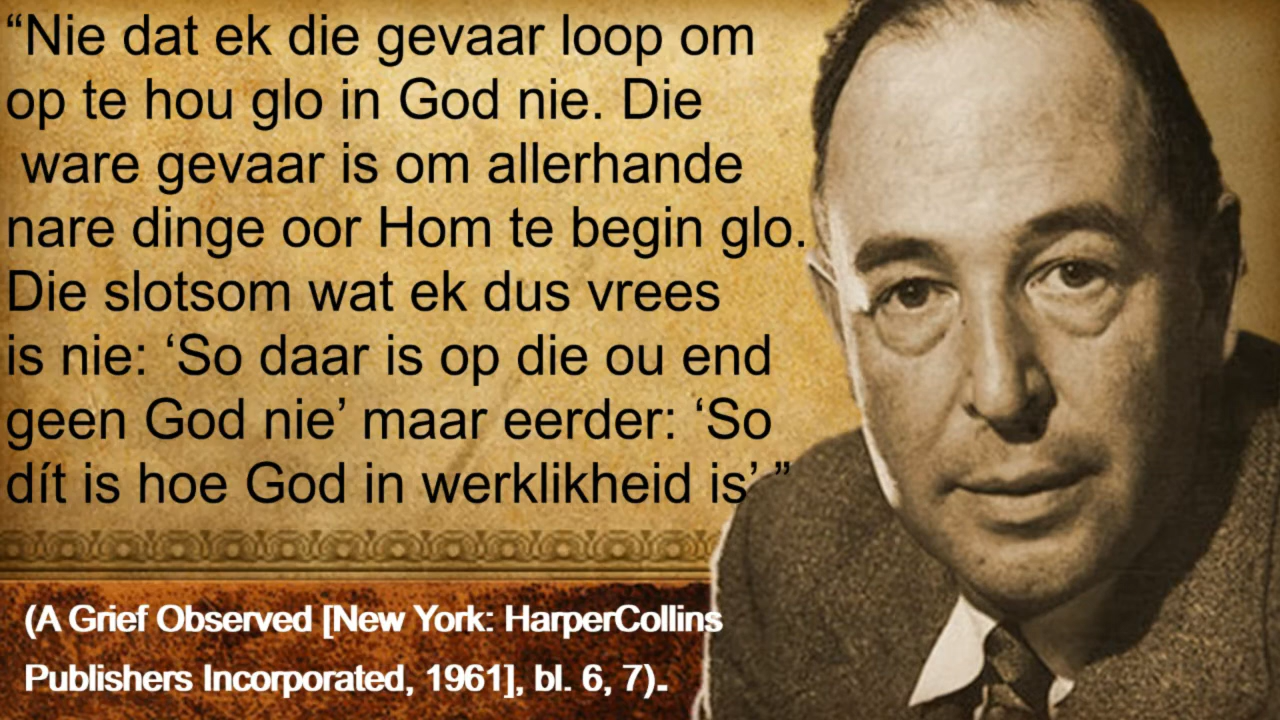 “Nie dat ek die gevaar loop om
op te hou glo in God nie. Die
ware gevaar is om allerhande
nare dinge oor Hom te begin glo.
Die slotsom wat ek dus vrees
is nie: ‘So daar is op die ou end
geen God nie’ maar eerder: ‘So
dít is hoe God in werklikheid is’.”
(A Grief Observed [New York: HarperCollins
Publishers Incorporated, 1961], bl. 6, 7).